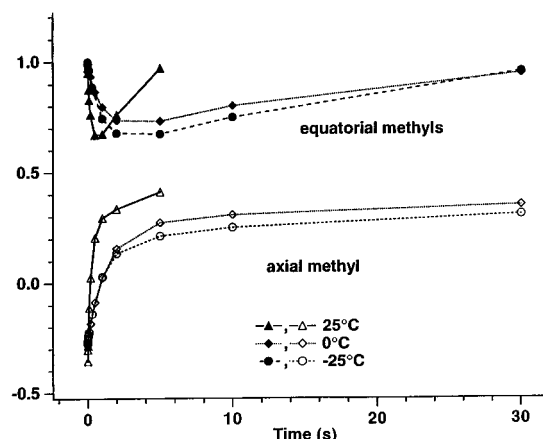 1.0
0.5
0.0
-0.5
equatorial methyls
axial methyl
▲,△ 25°C
◆,◇ 0°C
●,○ -25°C
0 10 20 30
Time (s)